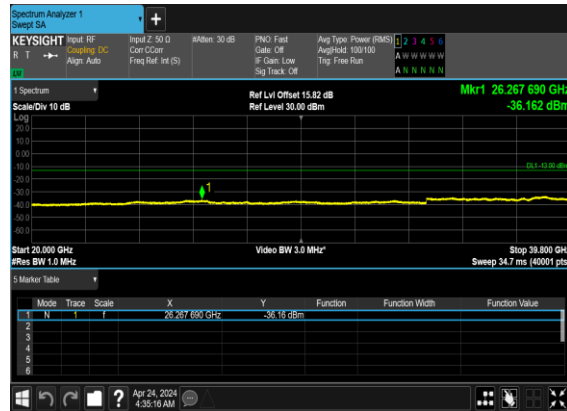 Spectrum Analyzer 1
Swept SA
+
KEYSIGHT Input: RF Input Z: 50 Ω #Atten: 30 dB PNO: Fast Avg Type: Power (RMS) 1 2 3 4 5 6
R T Coupling: DC Corr CCorr Gate: Off Avg|Hold: 100/100 A W W W W W
Align: Auto Freq Ref: Int (S) IF Gain: Low Trig: Free Run A N N N N N
Sig Track: Off
1 Spectrum
Scale/Div 10 dB
Ref Lvl Offset 15.82 dB
Ref Level 30.00 dBm
Mkr1 26.267 690 GHz
-36.162 dBm
Log
20.0
10.0
0.00
-10.0
DL1 -13.00 dBm
-20.0
-30.0
1
-40.0
-50.0
-60.0
Start 20.000 GHz Video BW 3.0 MHz* Stop 39.800 GHz
#Res BW 1.0 MHz Sweep 34.7 ms (40001 pts)
5 Marker Table
Mode Trace Scale X Y Function Function Width Function Value
1 N 1 f 26.267 690 GHz -36.16 dBm
2
3
4
5
6
? Apr 24, 2024
4:35:16 AM